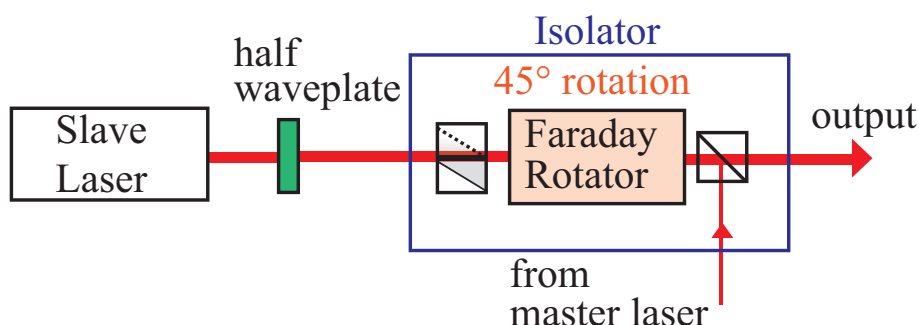 Isolator
half
waveplate
45° rotation
Slave
Laser
Faraday
Rotator
output
from
master laser